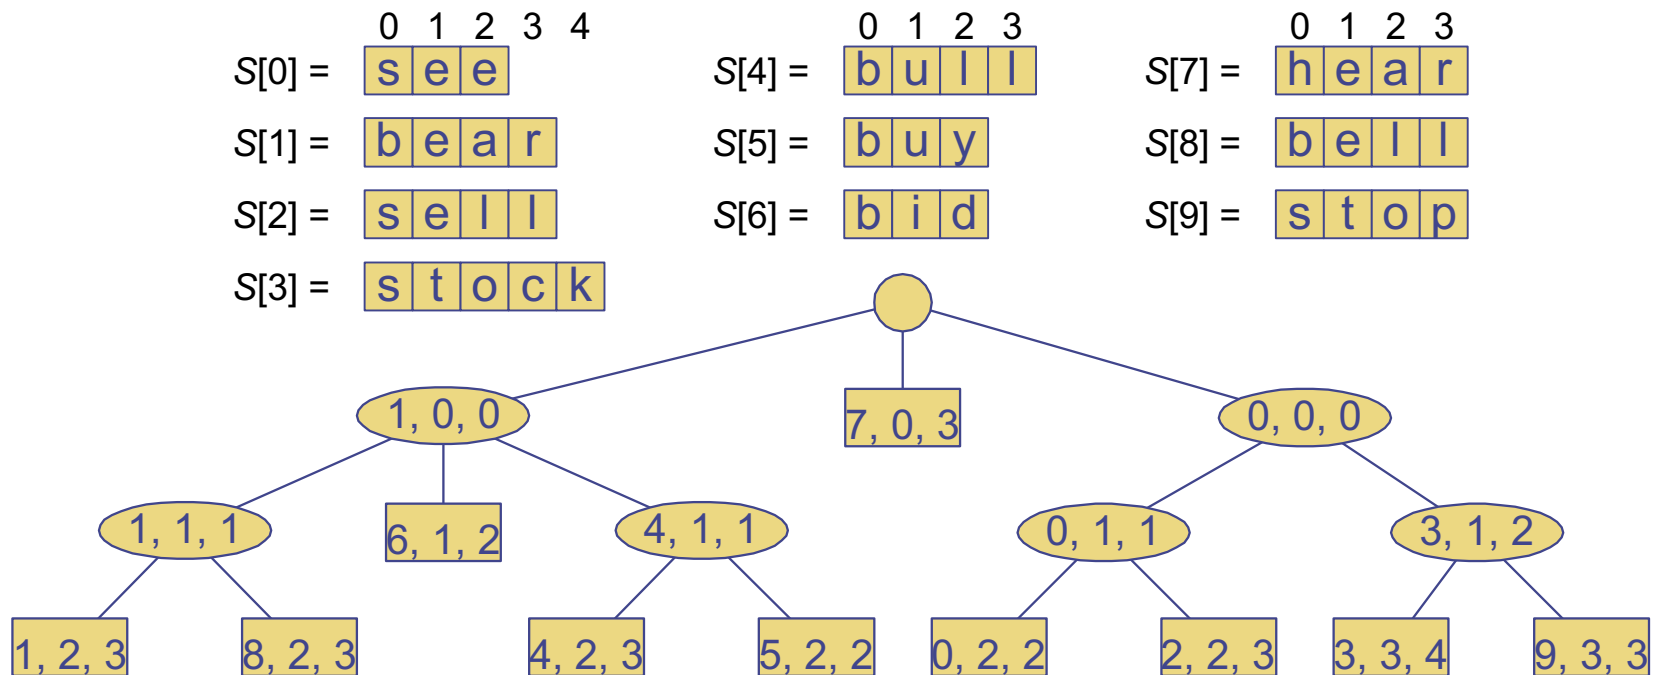 0 1 2 3 4 0 1 2 3 0 1 2 3
S[0] = s e e S[4] = b u l l S[7] = h e a r
S[1] = b e a r S[5] = b u y S[8] = b e l l
S[2] = s e l l S[6] = b i d S[9] = s t o p
S[3] = s t o c k
1, 0, 0 7, 0, 3 0, 0, 0
1, 1, 1 6, 1, 2 4, 1, 1 0, 1, 1 3, 1, 2
1, 2, 3 8, 2, 3 4, 2, 3 5, 2, 2 0, 2, 2 2, 2, 3 3, 3, 4 9, 3, 3